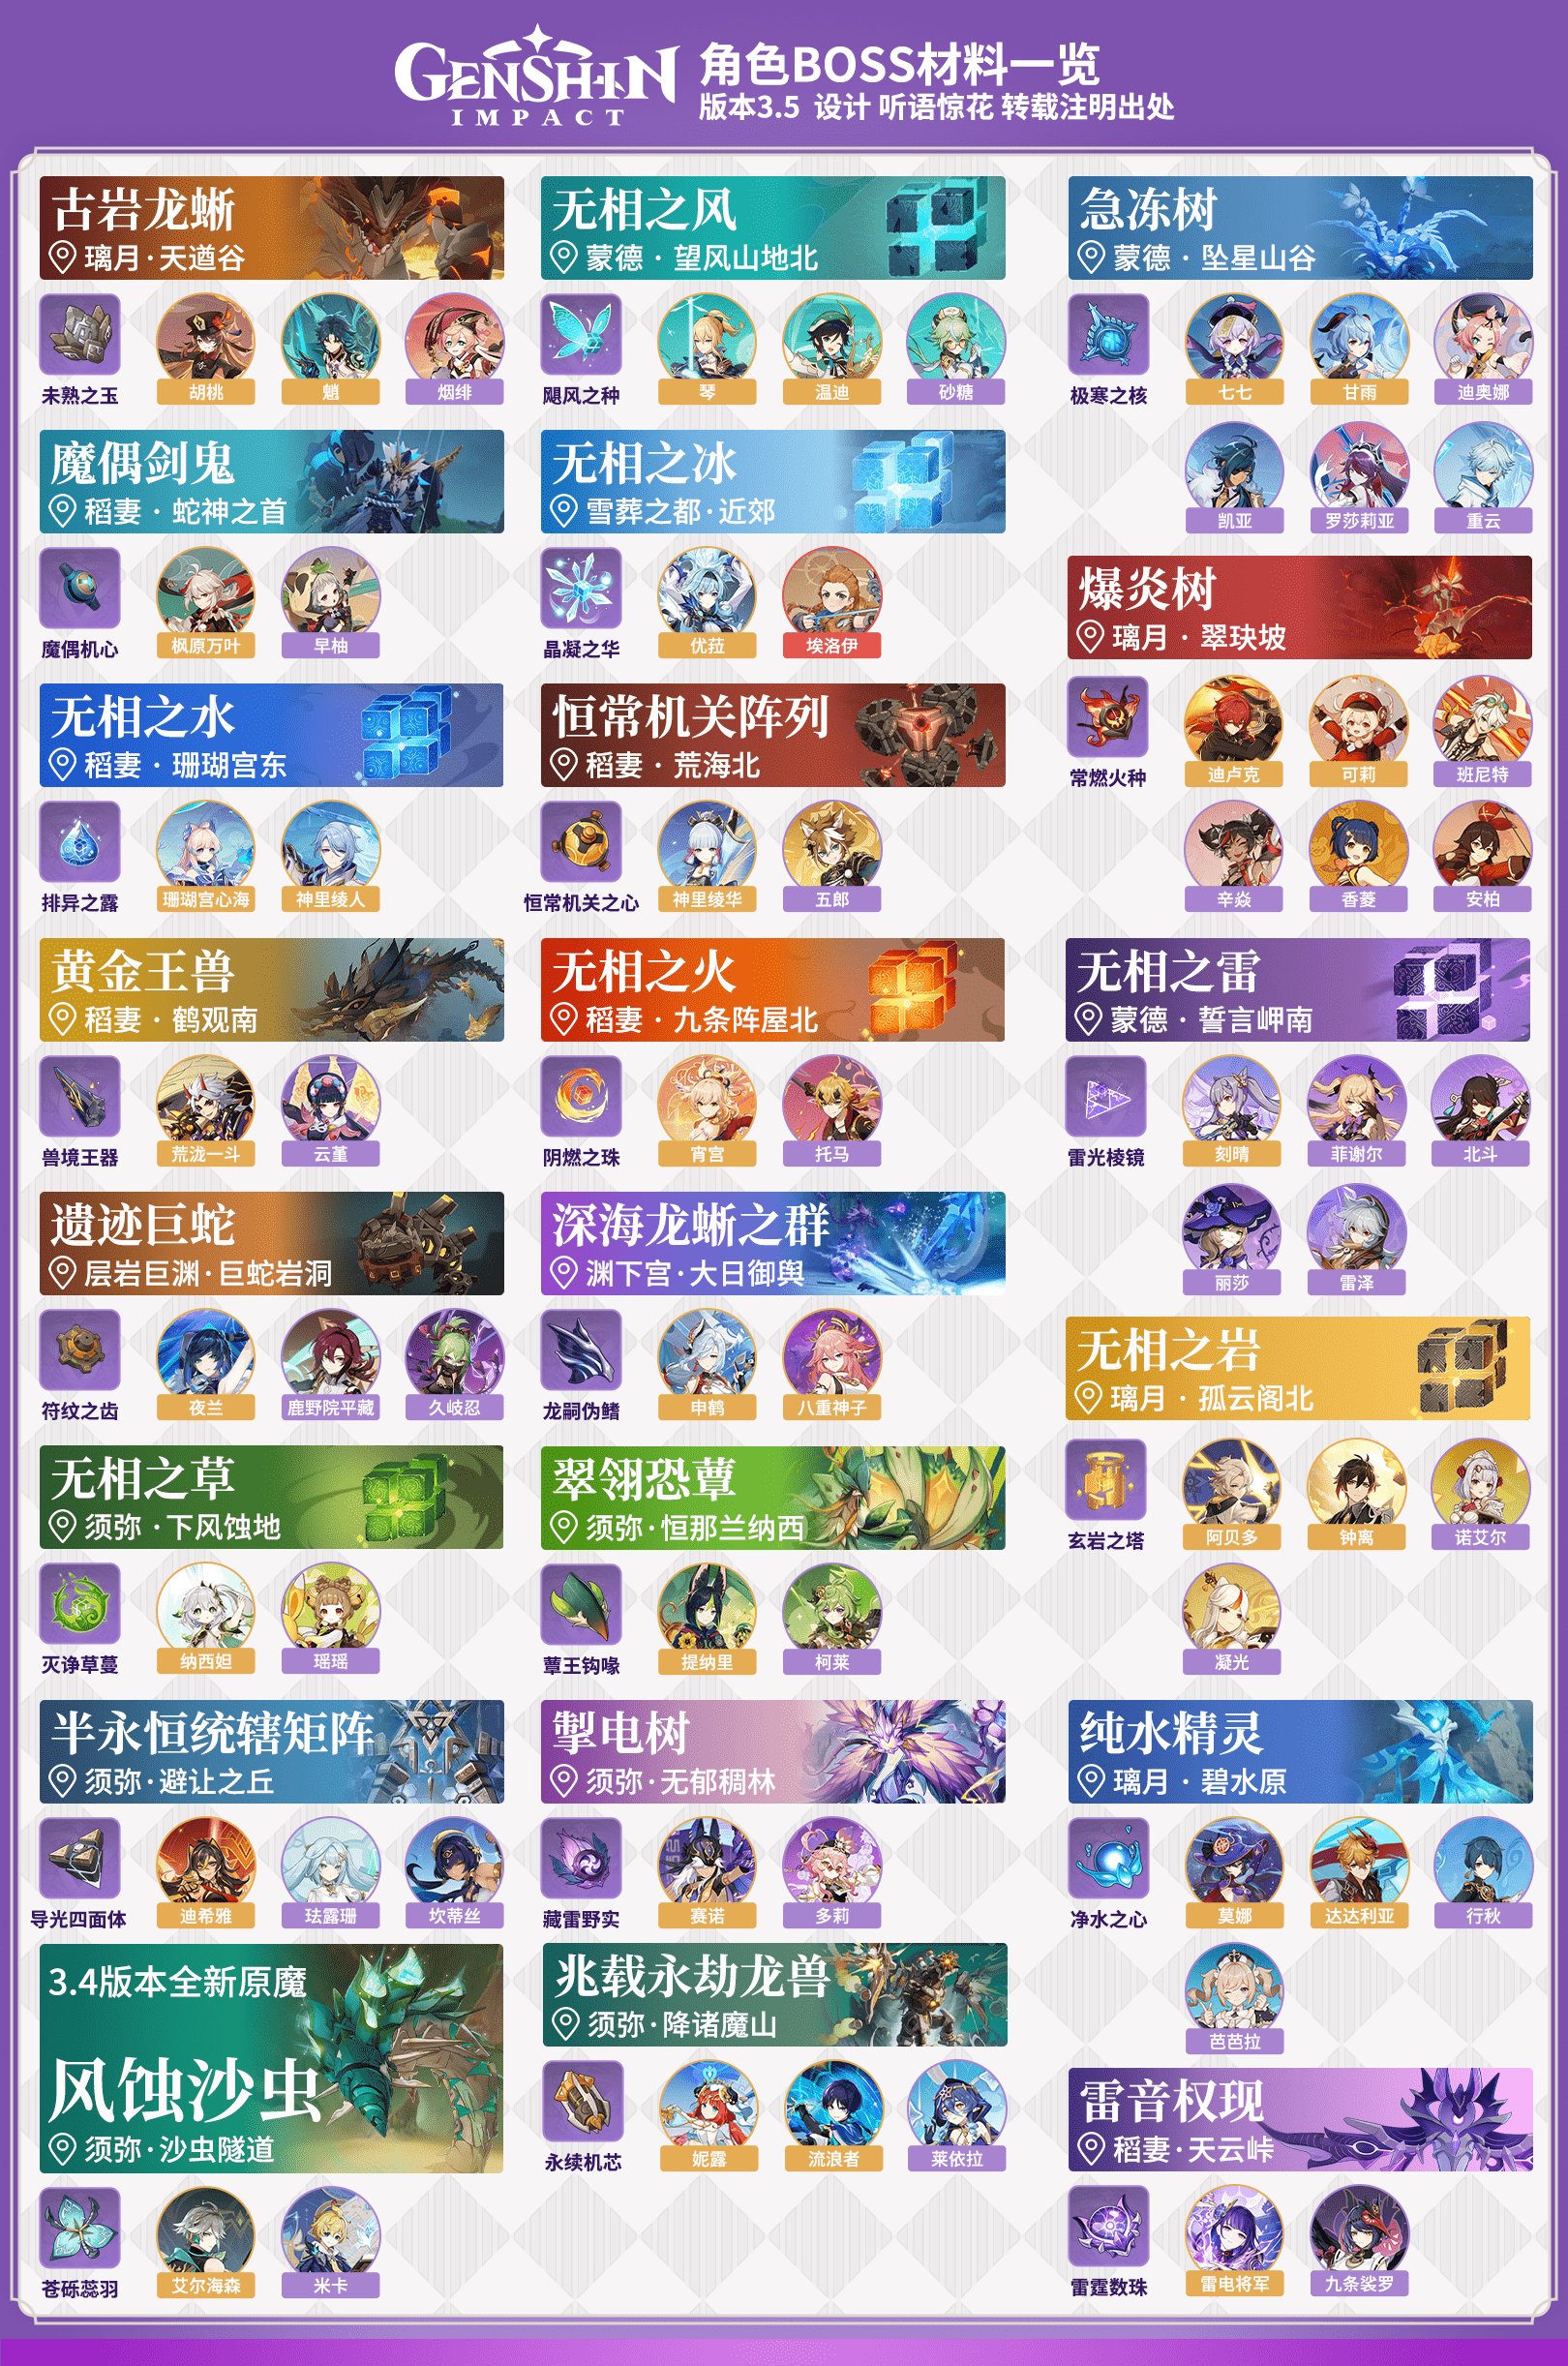 GENSHIN
IMPACT
角色BOSS材料一览
版本3.5 设计 听语惊花 转载注明出处
古岩龙蜥
璃月·天遒谷
未熟之玉
胡桃
魈
烟绯
魔偶剑鬼
稻妻·蛇神之首
魔偶机心
枫原万叶
早柚
无相之水
稻妻·珊瑚宫东
排异之露
珊瑚宫心海
神里绫人
黄金王兽
稻妻·鹤观南
兽境王器
荒泷一斗
云堇
遗迹巨蛇
层岩巨渊·巨蛇岩洞
符纹之齿
夜兰
鹿野院平藏
久岐忍
无相之草
须弥·下风蚀地
灭诤草蔓
纳西妲
瑶瑶
半永恒统辖矩阵
须弥·避让之丘
导光四面体
迪希雅
珐露珊
坎蒂丝
3.4版本全新原魔
风蚀沙虫
须弥·沙虫隧道
苍砾蕊羽
艾尔海森
米卡
无相之风
蒙德·望风山地北
飓风之种
琴
温迪
砂糖
无相之冰
雪葬之都·近郊
晶凝之华
优菈
埃洛伊
恒常机关阵列
稻妻·荒海北
恒常机关之心
神里绫华
五郎
无相之火
稻妻·九条阵屋北
阴燃之珠
宵宫
托马
深海龙蜥之群
渊下宫·大日御舆
龙嗣伪鳍
申鹤
八重神子
翠翎恐蕈
须弥·恒那兰纳西
蕈王钩喙
提纳里
柯莱
掣电树
须弥·无郁稠林
藏雷野实
赛诺
多莉
兆载永劫龙兽
须弥·降诸魔山
永续机芯
妮露
流浪者
莱依拉
急冻树
蒙德·坠星山谷
极寒之核
七七
甘雨
迪奥娜
凯亚
罗莎莉亚
重云
爆炎树
璃月·翠玦坡
常燃火种
迪卢克
可莉
班尼特
辛焱
香菱
安柏
无相之雷
蒙德·誓言岬南
雷光棱镜
刻晴
菲谢尔
北斗
丽莎
雷泽
无相之岩
璃月·孤云阁北
玄岩之塔
阿贝多
钟离
诺艾尔
凝光
纯水精灵
璃月·碧水原
净水之心
莫娜
达达利亚
行秋
芭芭拉
雷音权现
稻妻·天云峠
雷霆数珠
雷电将军
九条裟罗